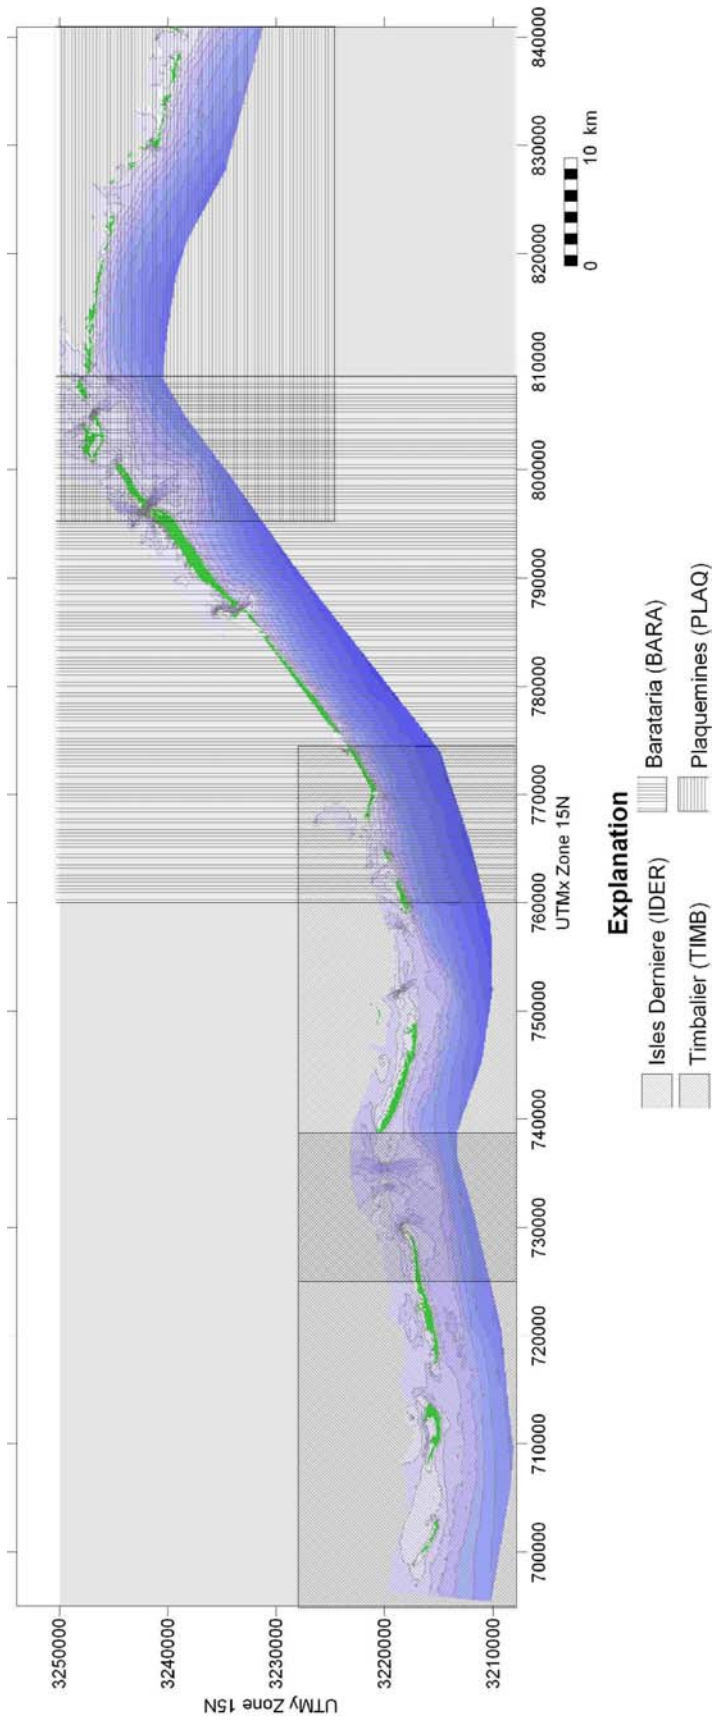 3250000
3240000
3230000
3220000
3210000
UTMy Zone 15N
700000
710000
720000
730000
740000
750000
760000
770000
780000
790000
800000
810000
820000
830000
840000
UTMx Zone 15N
0 10 km
Explanation
Isles Derniere (IDER)
Barataria (BARA)
Timbalier (TIMB)
Plaquemines (PLAQ)